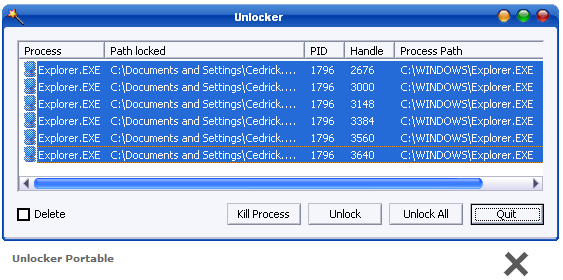 Unlocker
Process Path locked PID Handle Process Path
Explorer.EXE C:\Documents and Settings\Cedrick.... 1796 2676 C:\WINDOWS\Explorer.EXE
Explorer.EXE C:\Documents and Settings\Cedrick.... 1796 3000 C:\WINDOWS\Explorer.EXE
Explorer.EXE C:\Documents and Settings\Cedrick.... 1796 3148 C:\WINDOWS\Explorer.EXE
Explorer.EXE C:\Documents and Settings\Cedrick.... 1796 3384 C:\WINDOWS\Explorer.EXE
Explorer.EXE C:\Documents and Settings\Cedrick.... 1796 3560 C:\WINDOWS\Explorer.EXE
Explorer.EXE C:\Documents and Settings\Cedrick.... 1796 3640 C:\WINDOWS\Explorer.EXE
Delete Kill Process Unlock Unlock All Quit
Unlocker Portable